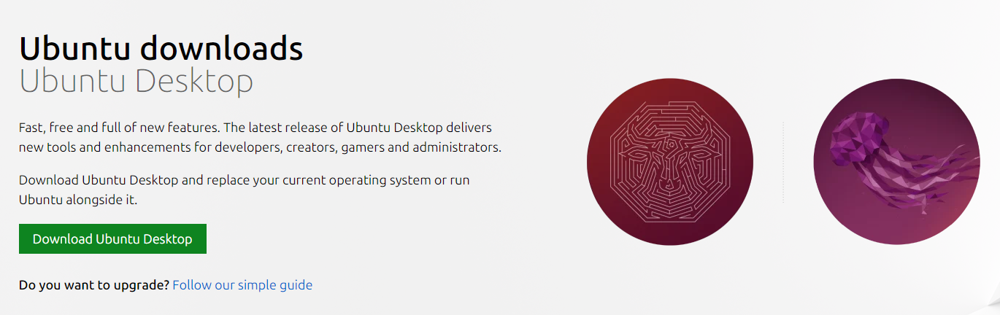 Ubuntu downloads
Ubuntu Desktop
Fast, free and full of new features. The latest release of Ubuntu Desktop delivers
new tools and enhancements for developers, creators, gamers and administrators.
Download Ubuntu Desktop and replace your current operating system or run
Ubuntu alongside it.
Download Ubuntu Desktop
Do you want to upgrade? Follow our simple guide